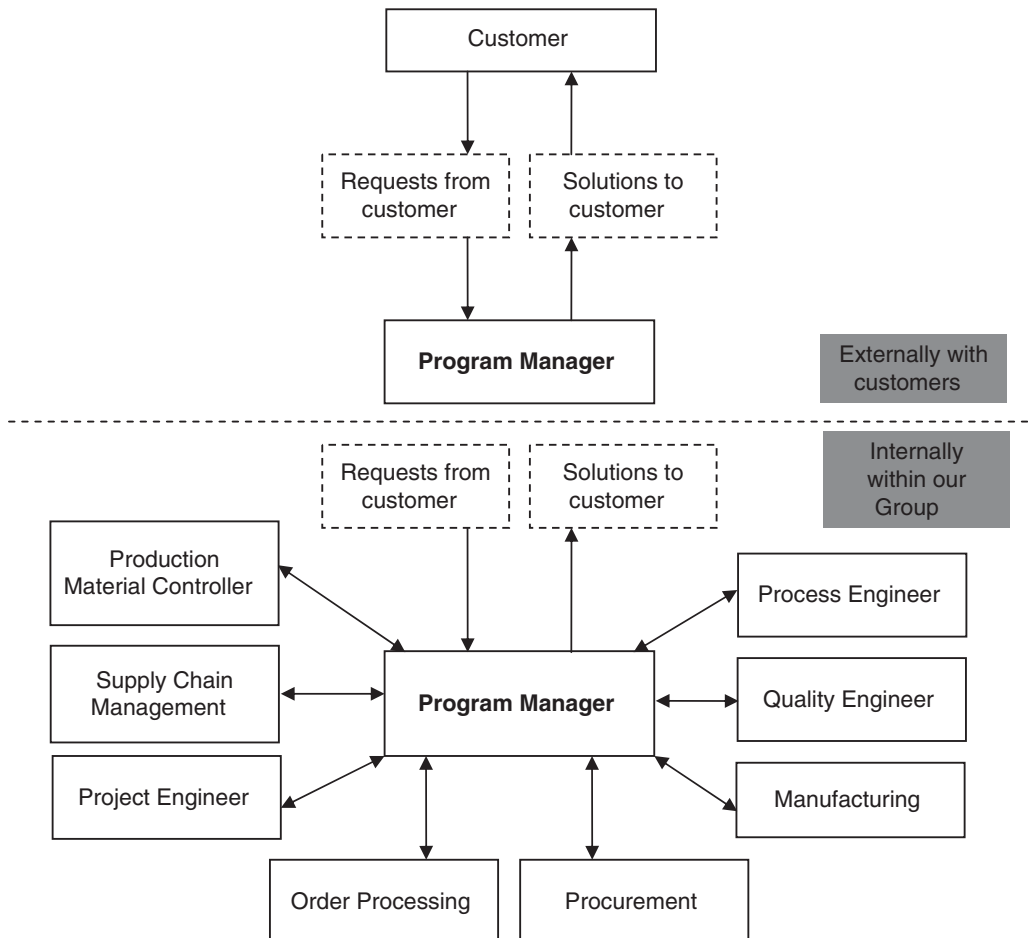 Customer
Requests from
customer
Solutions to
customer
Program Manager
Externally with
customers
Requests from
customer
Solutions to
customer
Internally
within our
Group
Production
Material Controller
Process Engineer
Supply Chain
Management
Program Manager
Quality Engineer
Project Engineer
Manufacturing
Order Processing
Procurement